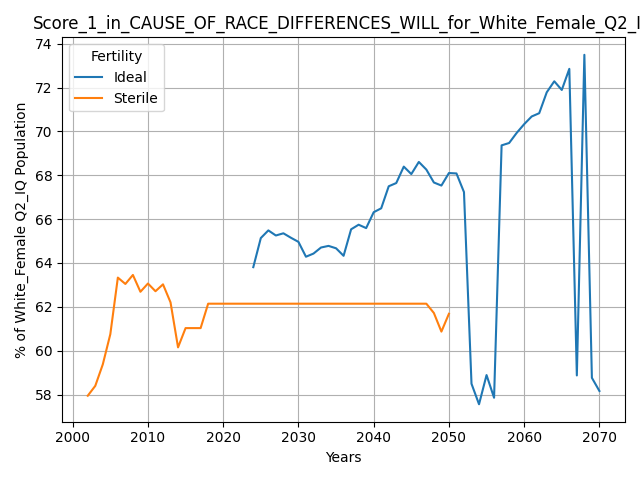 Score_1_in_CAUSE_OF_RACE_DIFFERENCES_WILL_for_White_Female_Q2_I
Fertility
Ideal
Sterile
% of White_Female Q2_IQ Population
74
72
70
68
66
64
62
60
58
2000
2010
2020
2030
2040
2050
2060
2070
Years